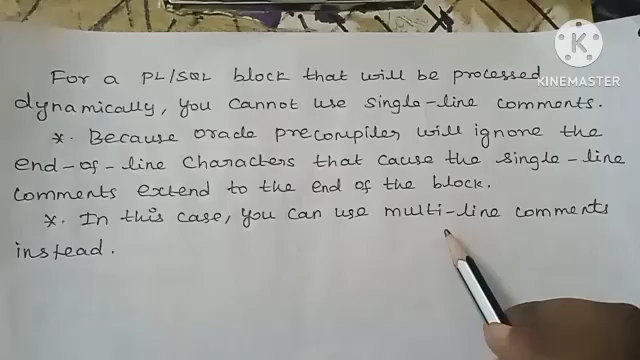 For a PL/SQL block that will be processed
dynamically, you cannot use single-line comments.
*. Because oracle precompiler will ignore the
end-of-line characters that cause the single-line
comments extend to the end of the block.
*. In this case, you can use multi-line comments
instead.
K
KINEMASTER